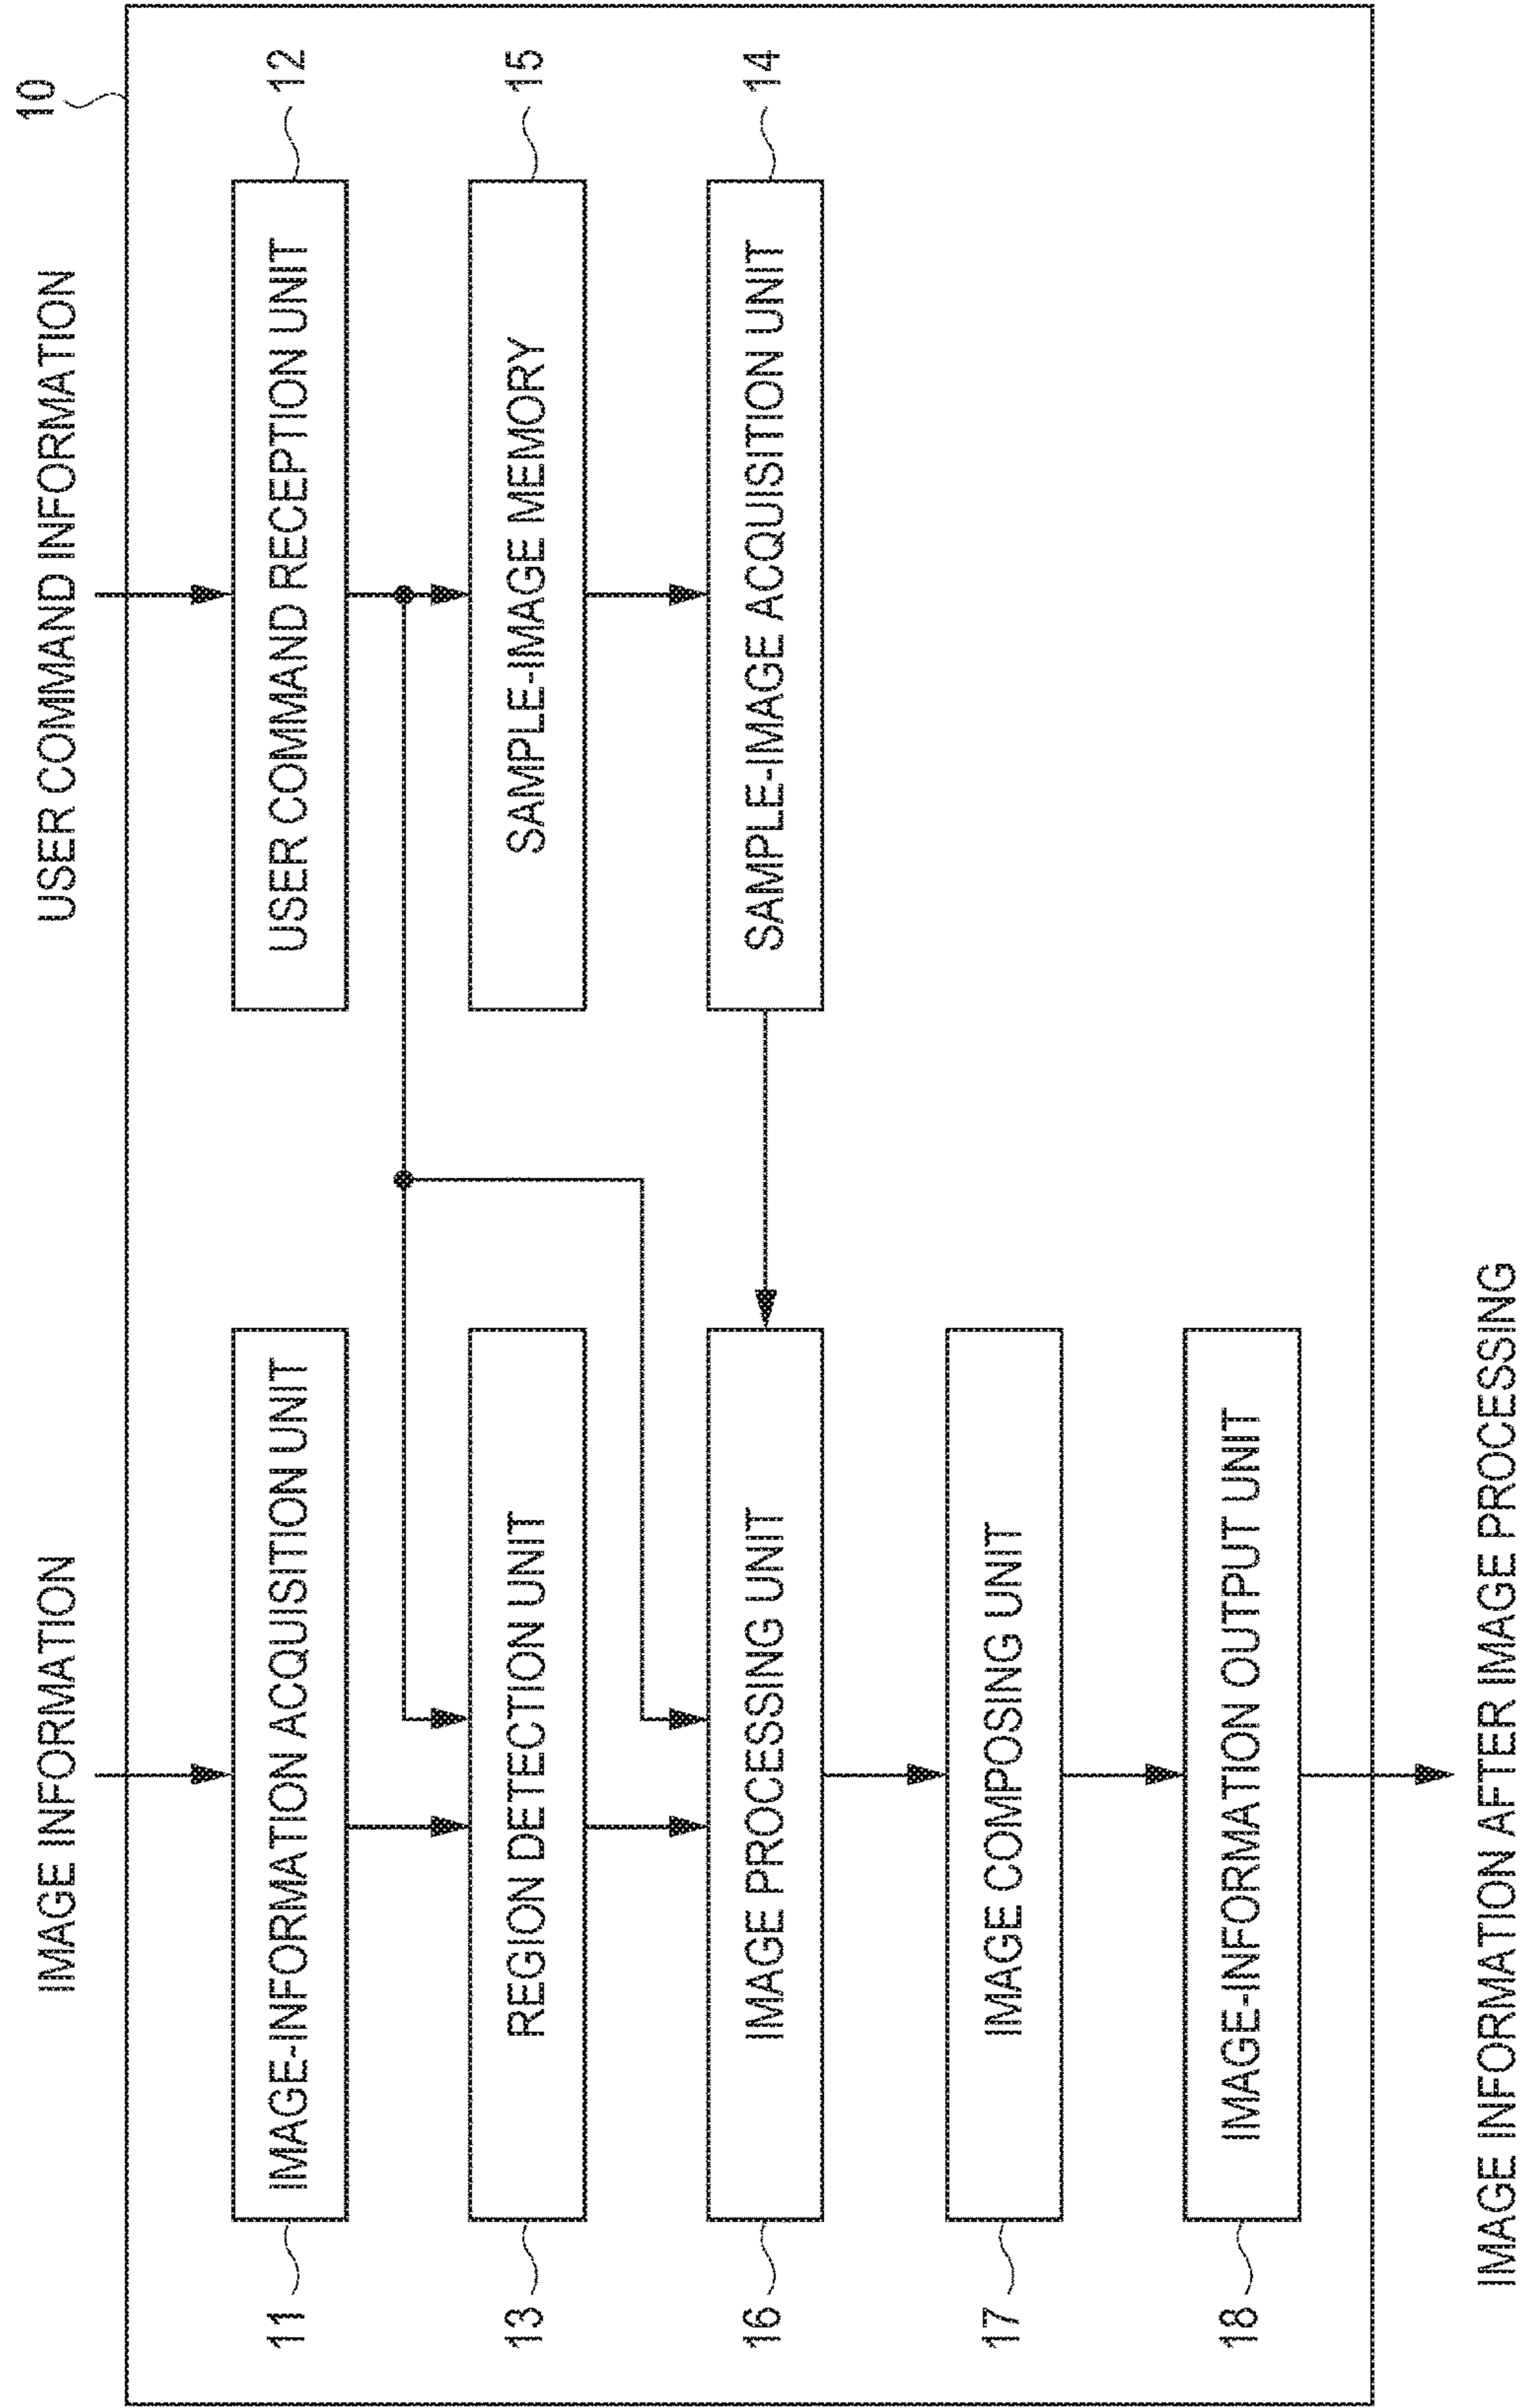 10
IMAGE INFORMATION
USER COMMAND INFORMATION
11
IMAGE-INFORMATION ACQUISITION UNIT
USER COMMAND RECEPTION UNIT
12
13
REGION DETECTION UNIT
SAMPLE-IMAGE MEMORY
15
16
IMAGE PROCESSING UNIT
SAMPLE-IMAGE ACQUISITION UNIT
14
17
IMAGE COMPOSING UNIT
18
IMAGE-INFORMATION OUTPUT UNIT
IMAGE INFORMATION AFTER IMAGE PROCESSING